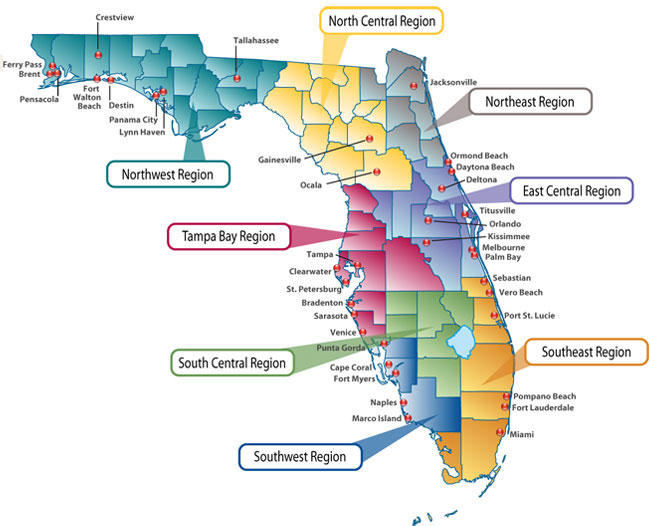 North Central Region
Crestview
Tallahassee
Ferry Pass
Brent
Pensacola
Fort
Walton
Beach
Destin
Panama City
Lynn Haven
Jacksonville
Northeast Region
Gainesville
Ocala
Northwest Region
Ormond Beach
Daytona Beach
Deltona
East Central Region
Titusville
Orlando
Kissimmee
Melbourne
Palm Bay
Tampa Bay Region
Tampa
Clearwater
St. Petersburg
Bradenton
Sarasota
Venice
Punta Gorda
Sebastian
Vero Beach
Port St. Lucie
South Central Region
Southeast Region
Cape Coral
Fort Myers
Naples
Marco Island
Pompano Beach
Fort Lauderdale
Miami
Southwest Region